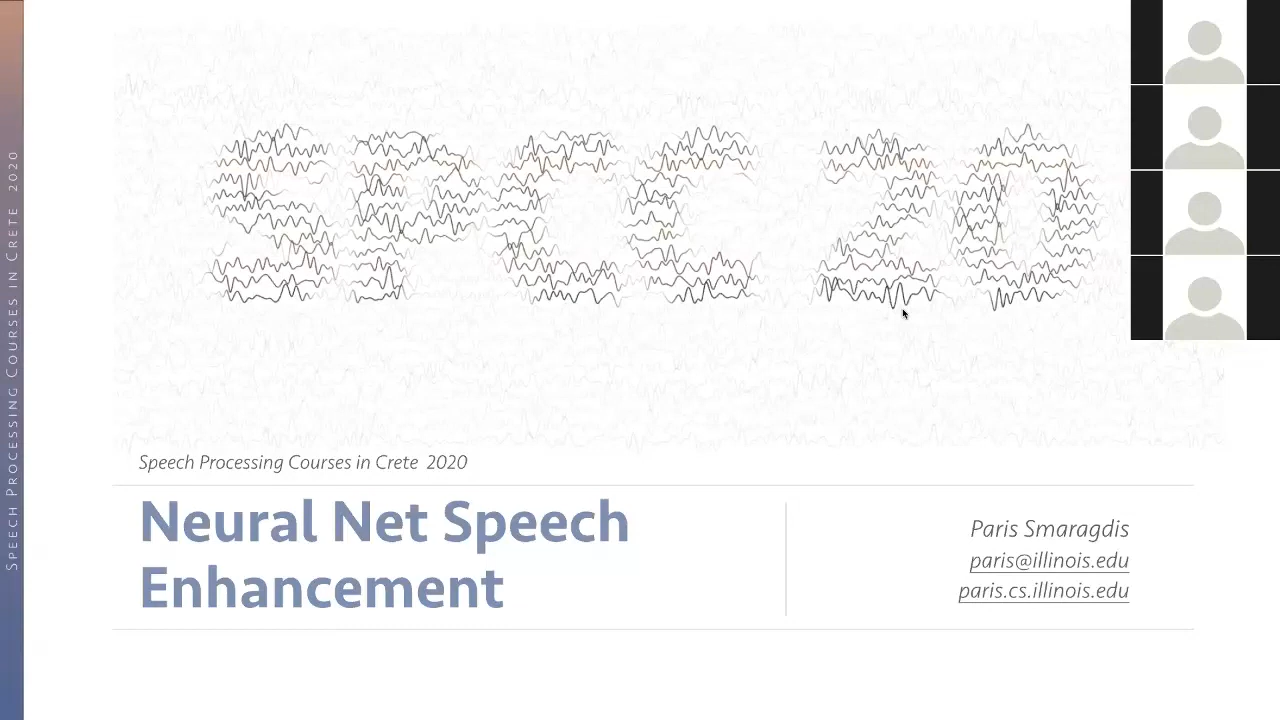 SPEECH PROCESSING COURSES IN CRETE 2020
SPCC 20
Speech Processing Courses in Crete 2020
Neural Net Speech
Enhancement
Paris Smaragdis
paris@illinois.edu
paris.cs.illinois.edu